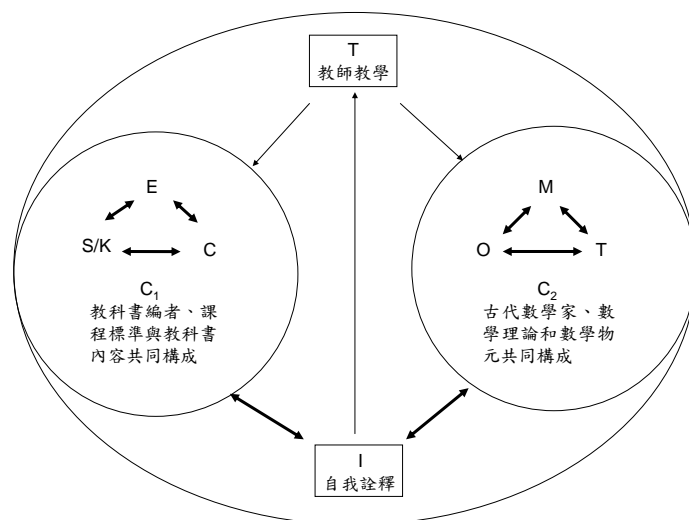 T
教師教學
E
S/K
C
C₁
教科書編者、課
程標準與教科書
內容共同構成
M
O
T
C₂
古代數學家、數
學理論和數學物
元共同構成
I
自我詮釋